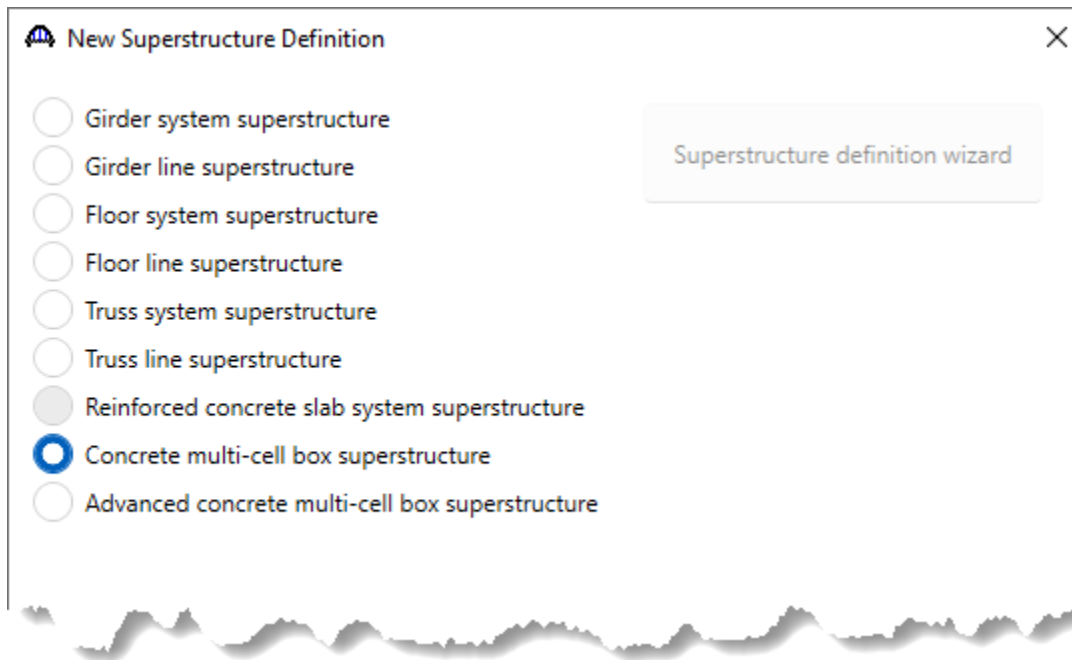 New Superstructure Definition
Girder system superstructure
Superstructure definition wizard
Girder line superstructure
Floor system superstructure
Floor line superstructure
Truss system superstructure
Truss line superstructure
Reinforced concrete slab system superstructure
Concrete multi-cell box superstructure
Advanced concrete multi-cell box superstructure